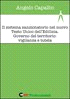 Angelo Capalbo
Il sistema sanzionatorio nel nuovo
Testo Unico dell'Edilizia.
Governo del territorio:
vigilanza e tutela